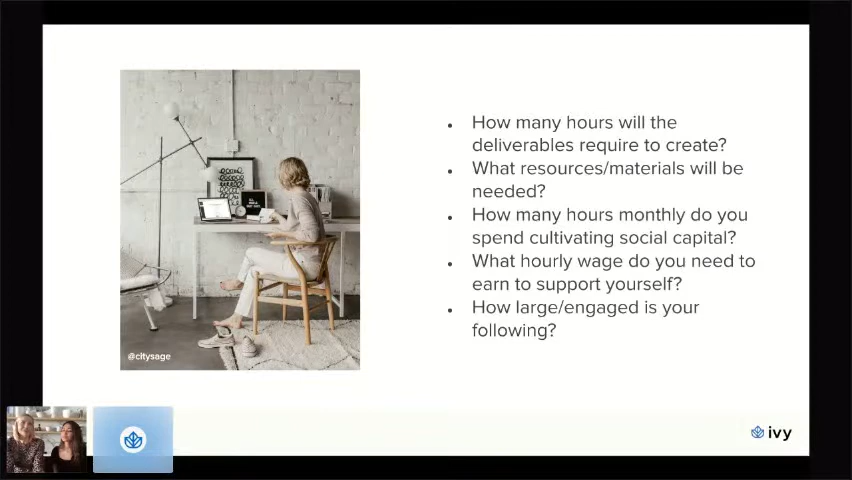 How many hours will the
deliverables require to create?
What resources/materials will be
needed?
How many hours monthly do you
spend cultivating social capital?
What hourly wage do you need to
earn to support yourself?
How large/engaged is your
following?
@citysage
ivy